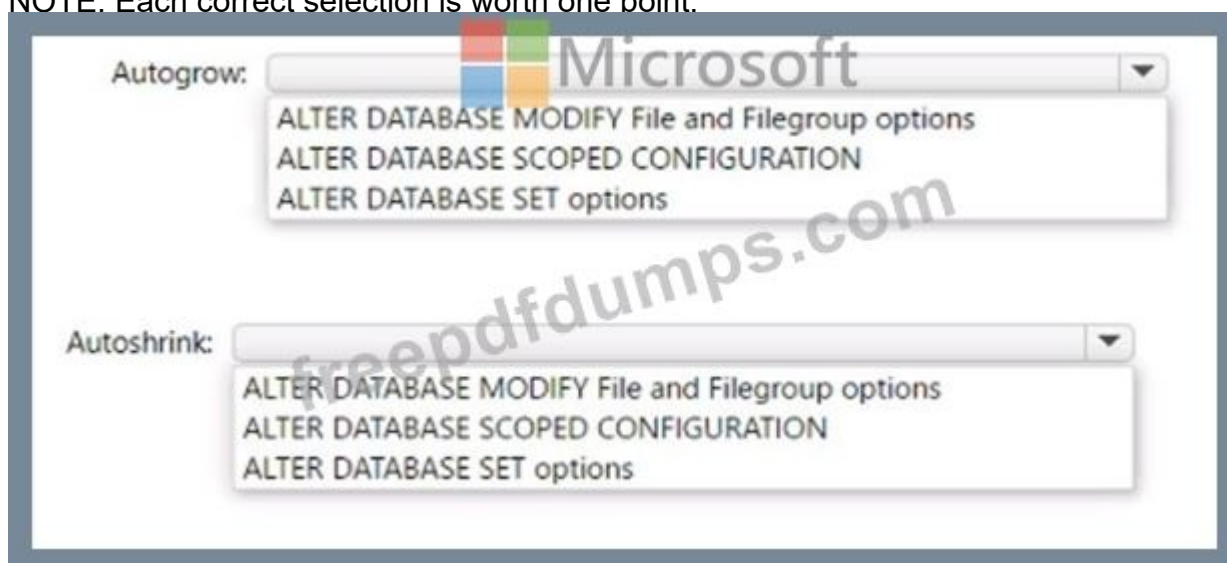 NOTE: Each correct selection is worth one point.
Microsoft
Autogrow:
ALTER DATABASE MODIFY File and Filegroup options
ALTER DATABASE SCOPED CONFIGURATION
ALTER DATABASE SET options
freepdfdumps.com
Autoshrink:
ALTER DATABASE MODIFY File and Filegroup options
ALTER DATABASE SCOPED CONFIGURATION
ALTER DATABASE SET options